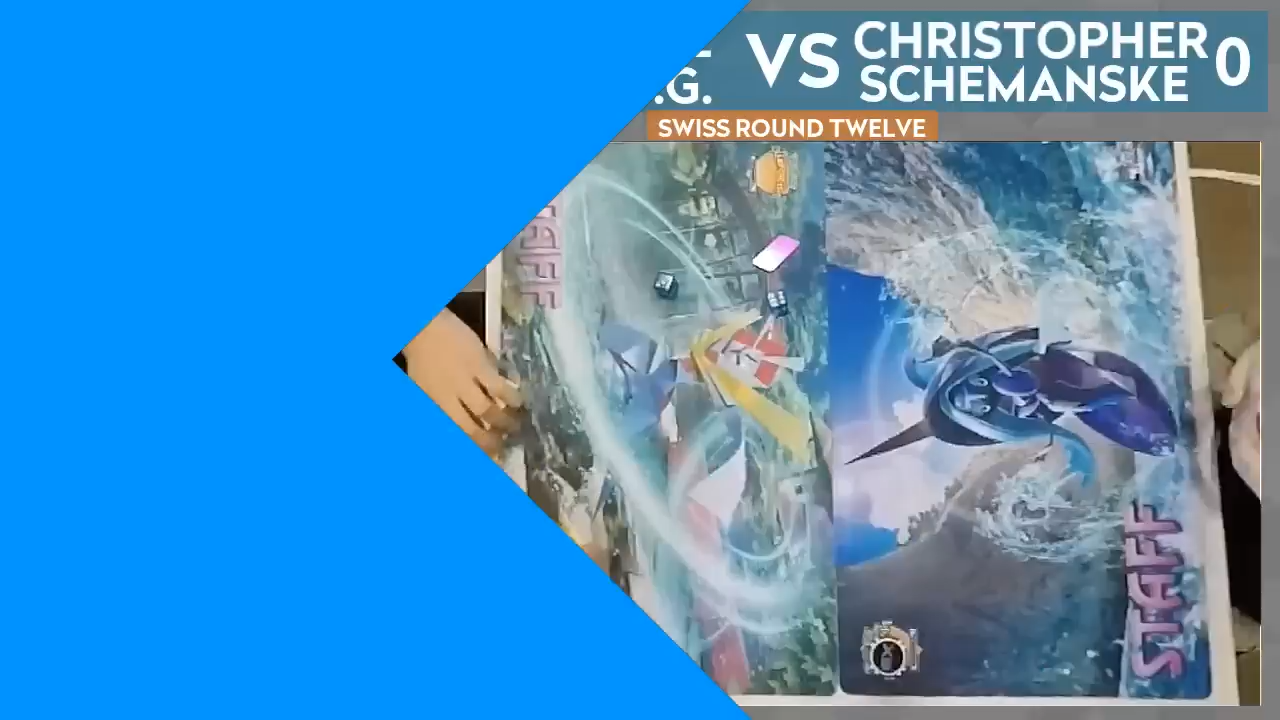 .G.
VS
CHRISTOPHER
SCHEMANSKE
0
SWISS ROUND TWELVE
STAFF
STAFF